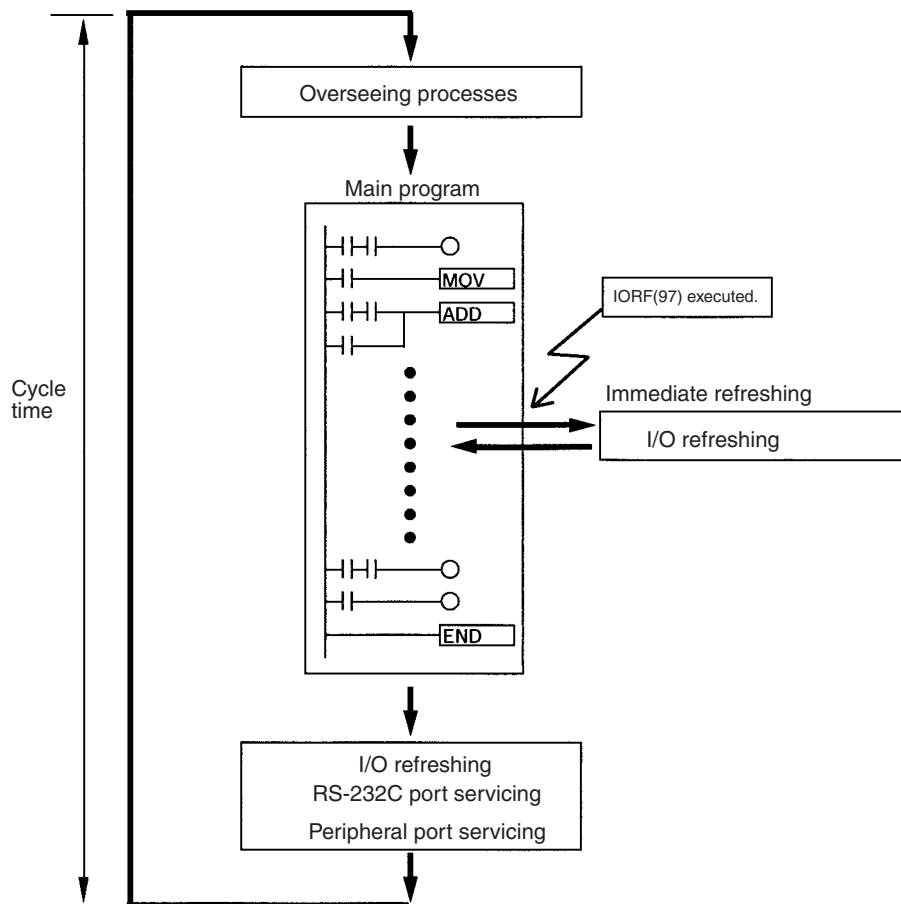 Overseeing processes
Main program
MOV
IORF(97) executed.
ADD
Cycle
time
Immediate refreshing
I/O refreshing
END
I/O refreshing
RS-232C port servicing
Peripheral port servicing